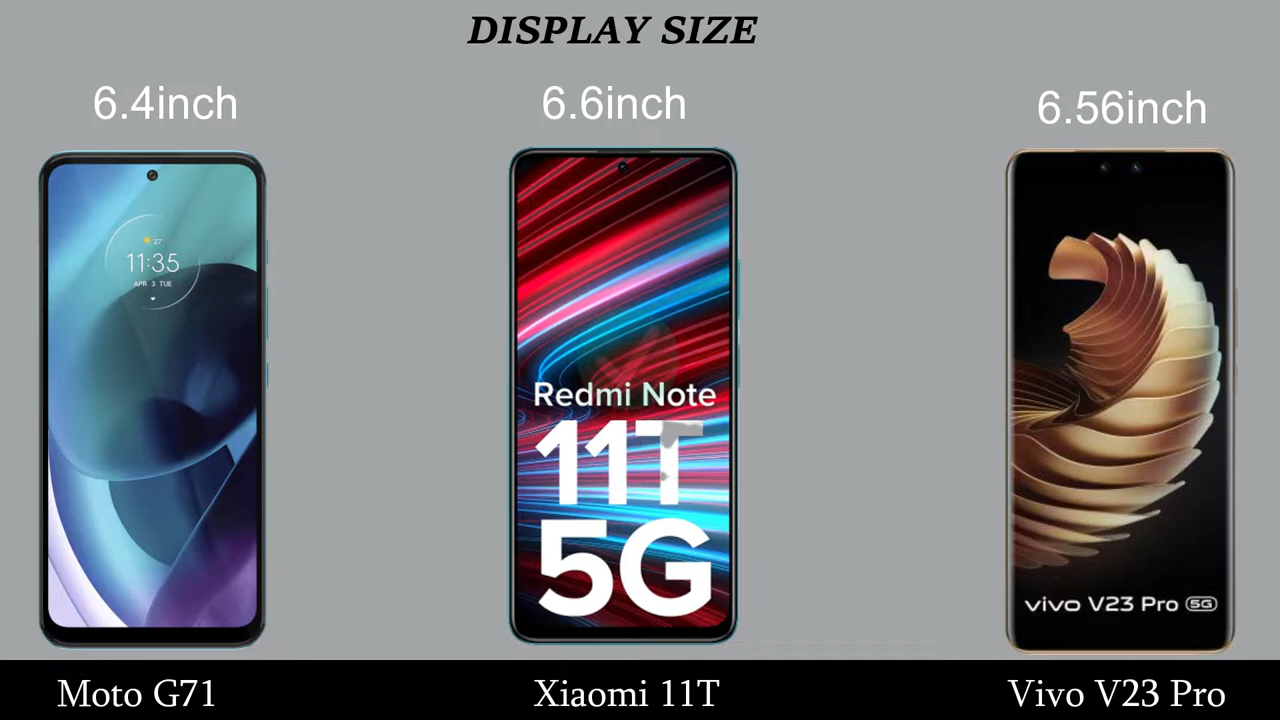 DISPLAY SIZE
6.4inch
6.6inch
6.56inch
27°
11:35
APR 3 TUE
Redmi Note
11T
5G
vivo V23 Pro 5G
Moto G71
Xiaomi 11T
Vivo V23 Pro